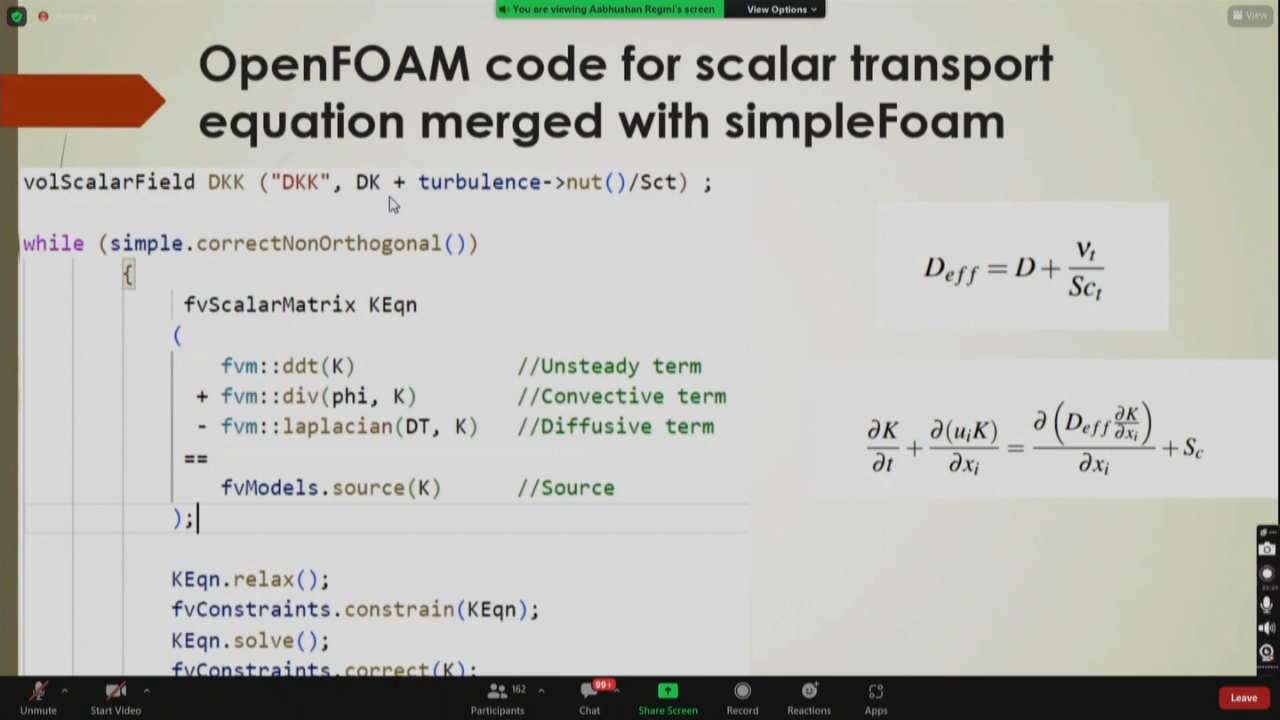 You are viewing Aabhushan Regmi's screen
View Options
Recording
View
OpenFOAM code for scalar transport
equation merged with simpleFoam
volScalarField DKK ("DKK", DK + turbulence->nut()/Sct) ;
while (simple.correctNonOrthogonal())
{
fvScalarMatrix KEqn
(
fvm::ddt(K) //Unsteady term
+ fvm::div(phi, K) //Convective term
- fvm::laplacian(DT, K) //Diffusive term
==
fvModels.source(K) //Source
);
KEqn.relax();
fvConstraints.constrain(KEqn);
KEqn.solve();
fvConstraints.correct(K);
D_eff = D + ν_t / Sc_t
∂K/∂t + ∂(u_i K)/∂x_i = ∂(D_eff ∂K/∂x_i)/∂x_i + S_c
Unmute
Start Video
162
Participants
99+
Chat
Share Screen
Record
Reactions
Apps
Leave